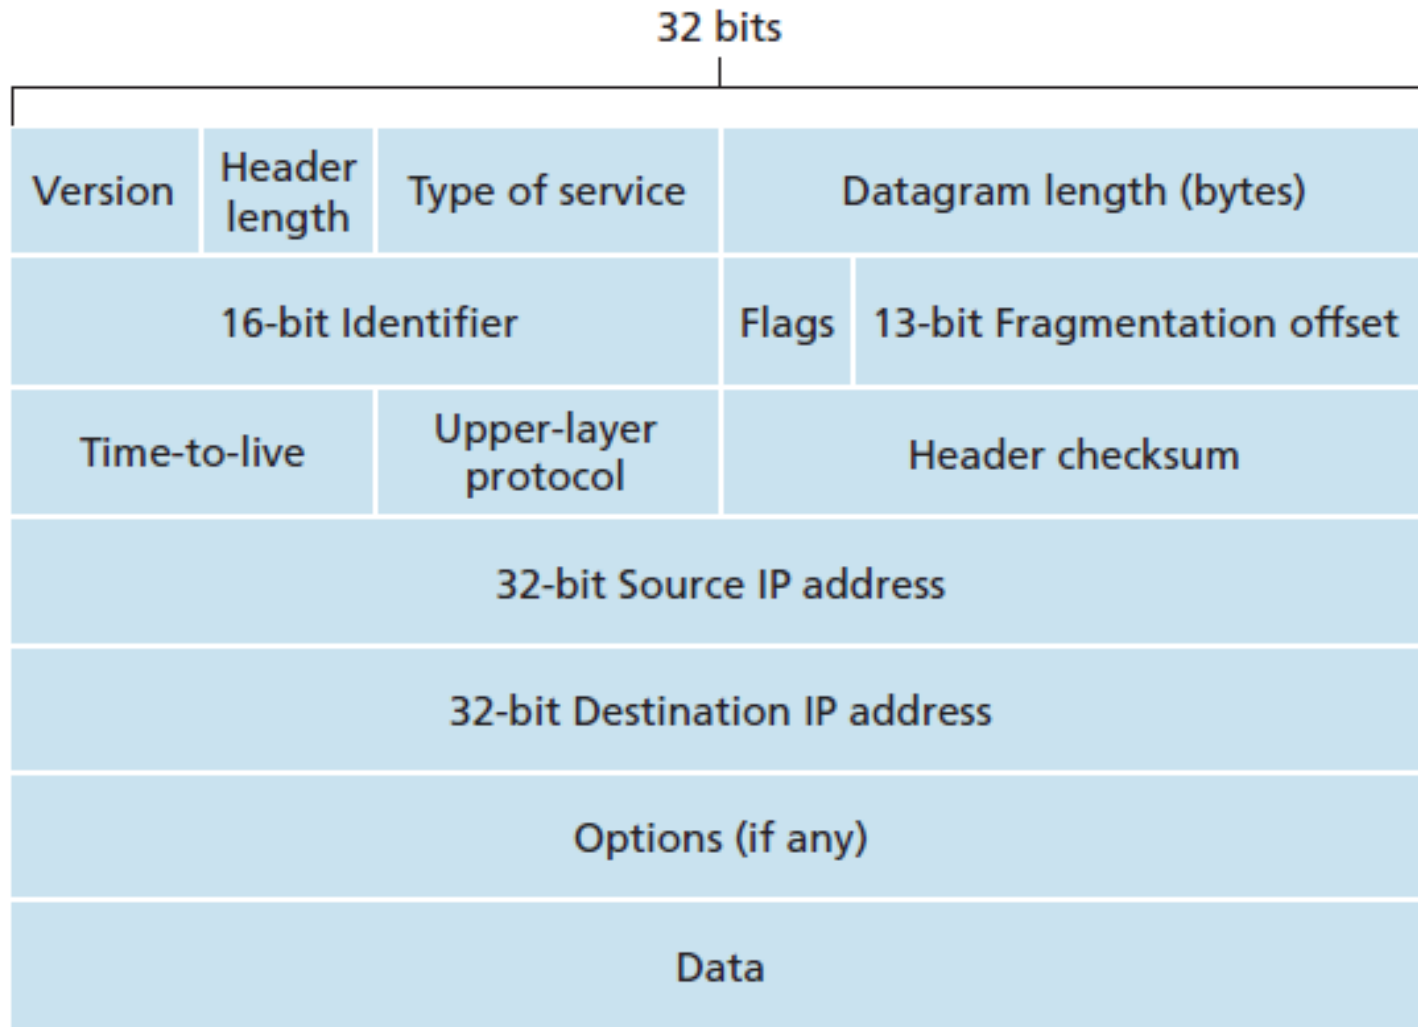 32 bits
Version
Header
length
Type of service
Datagram length (bytes)
16-bit Identifier
Flags
13-bit Fragmentation offset
Time-to-live
Upper-layer
protocol
Header checksum
32-bit Source IP address
32-bit Destination IP address
Options (if any)
Data